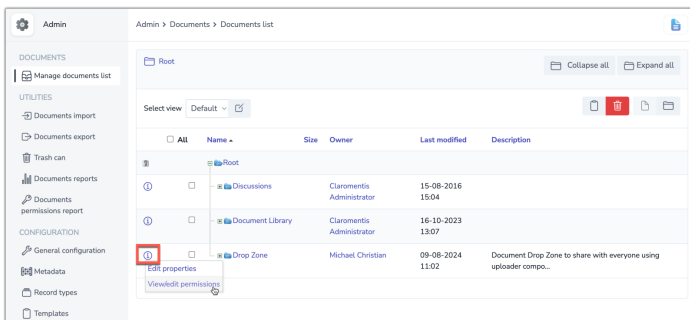 Admin
Admin > Documents > Documents list
DOCUMENTS
Manage documents list
UTILITIES
Documents import
Documents export
Trash can
Documents reports
Documents
permissions report
CONFIGURATION
General configuration
Metadata
Record types
Templates
Root
Collapse all
Expand all
Select view Default
All Name Size Owner Last modified Description
Root
Discussions Claromentis 15-08-2016
Administrator 15:04
Document Library Claromentis 16-10-2023
Administrator 13:07
Drop Zone Michael Christian 09-08-2024 Document Drop Zone to share with everyone using
11:02 uploader compo...
Edit properties
View/edit permissions